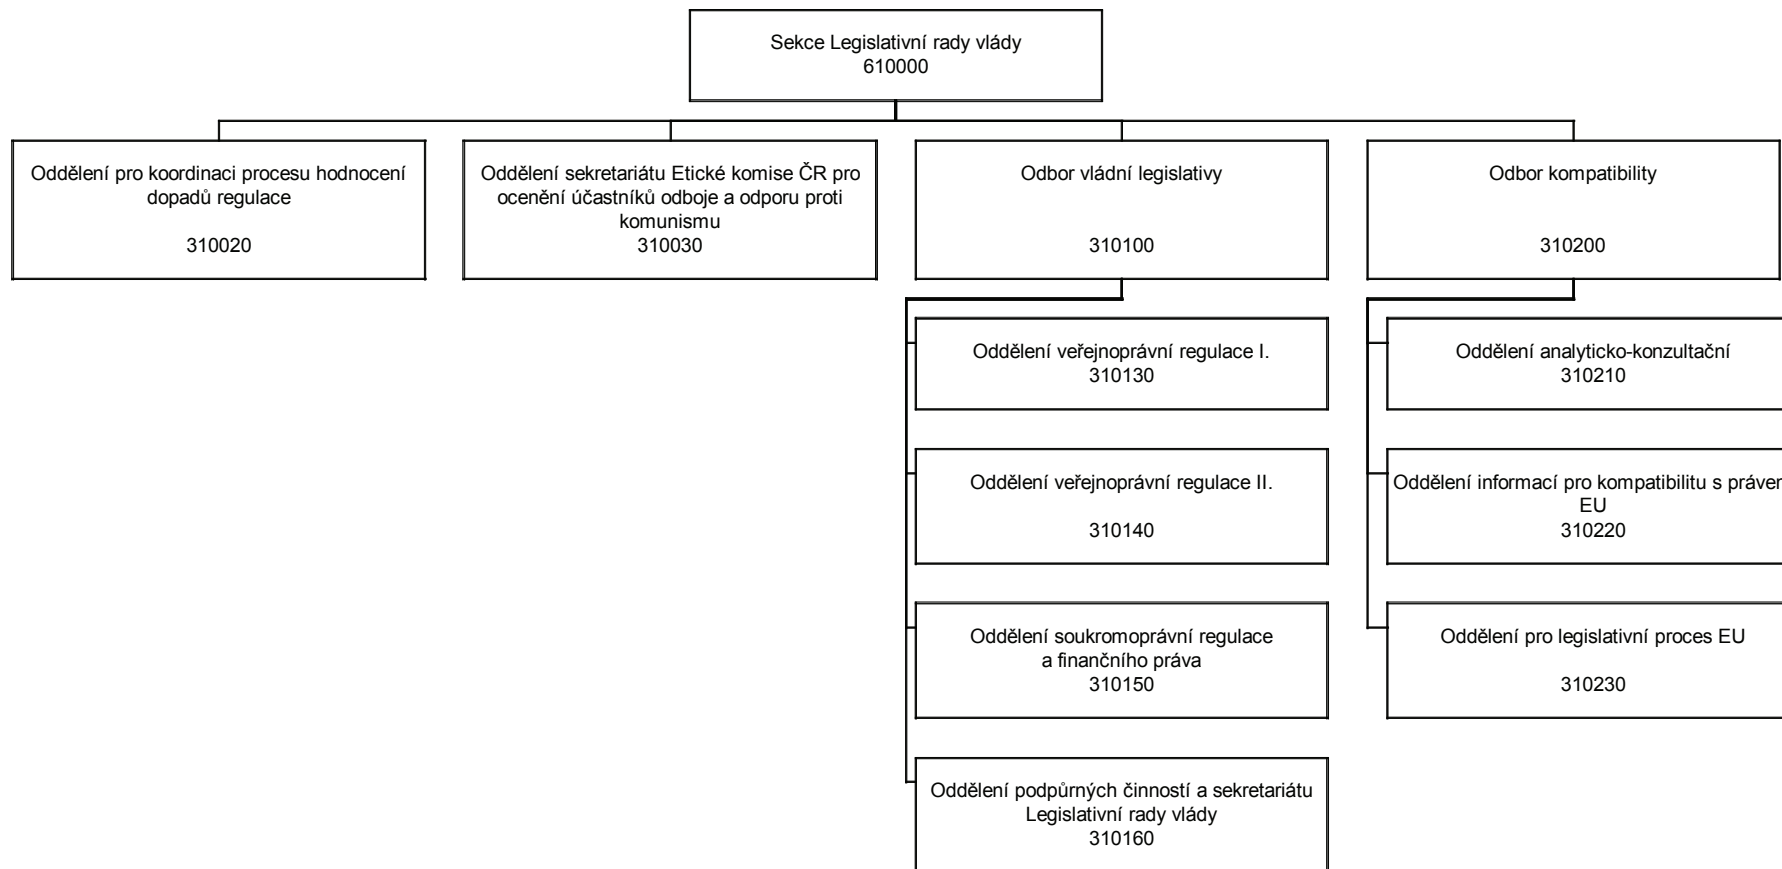 Sekce Legislativní rady vlády
610000
Oddělení pro koordinaci procesu hodnocení
dopadů regulace
310020
Oddělení sekretariátu Etické komise ČR pro
ocenění účastníků odboje a odporu proti
komunismu
310030
Odbor vládní legislativy
310100
Odbor kompatibility
310200
Oddělení veřejnoprávní regulace I.
310130
Oddělení veřejnoprávní regulace II.
310140
Oddělení soukromoprávní regulace
a finančního práva
310150
Oddělení podpůrných činností a sekretariátu
Legislativní rady vlády
310160
Oddělení analyticko-konzultační
310210
Oddělení informací pro kompatibilitu s
EU
310220
Oddělení pro legislativní proces EU
310230